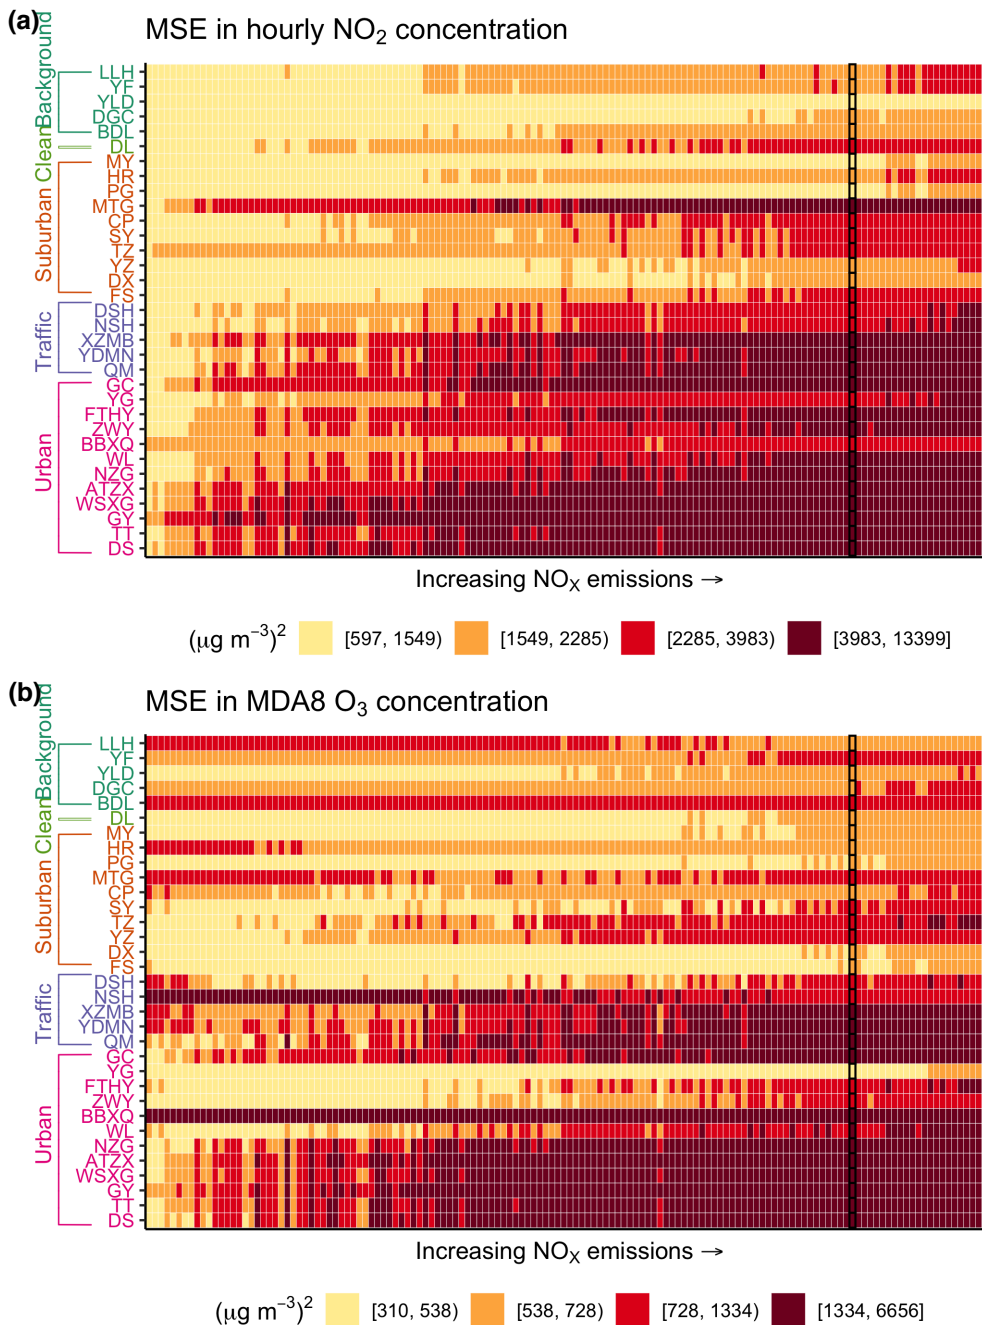 (a)
MSE in hourly NO₂ concentration
Background
Clean
Suburban
Traffic
Urban
LLH
YF
YLD
DGC
BDL
DL
MY
HR
PG
MTG
CP
SY
TZ
YZ
DX
FS
DSH
NSH
XZMB
YDMN
QM
GC
YG
FTHY
ZWY
BBXQ
WL
NZG
ATZX
WSXG
GY
TT
DS
Increasing NOₓ emissions →
(μg m⁻³)² [597, 1549) [1549, 2285) [2285, 3983) [3983, 13399]
(b)
MSE in MDA8 O₃ concentration
Background
Clean
Suburban
Traffic
Urban
LLH
YF
YLD
DGC
BDL
DL
MY
HR
PG
MTG
CP
SY
TZ
YZ
DX
FS
DSH
NSH
XZMB
YDMN
QM
GC
YG
FTHY
ZWY
BBXQ
WL
NZG
ATZX
WSXG
GY
TT
DS
Increasing NOₓ emissions →
(μg m⁻³)² [310, 538) [538, 728) [728, 1334) [1334, 6656]